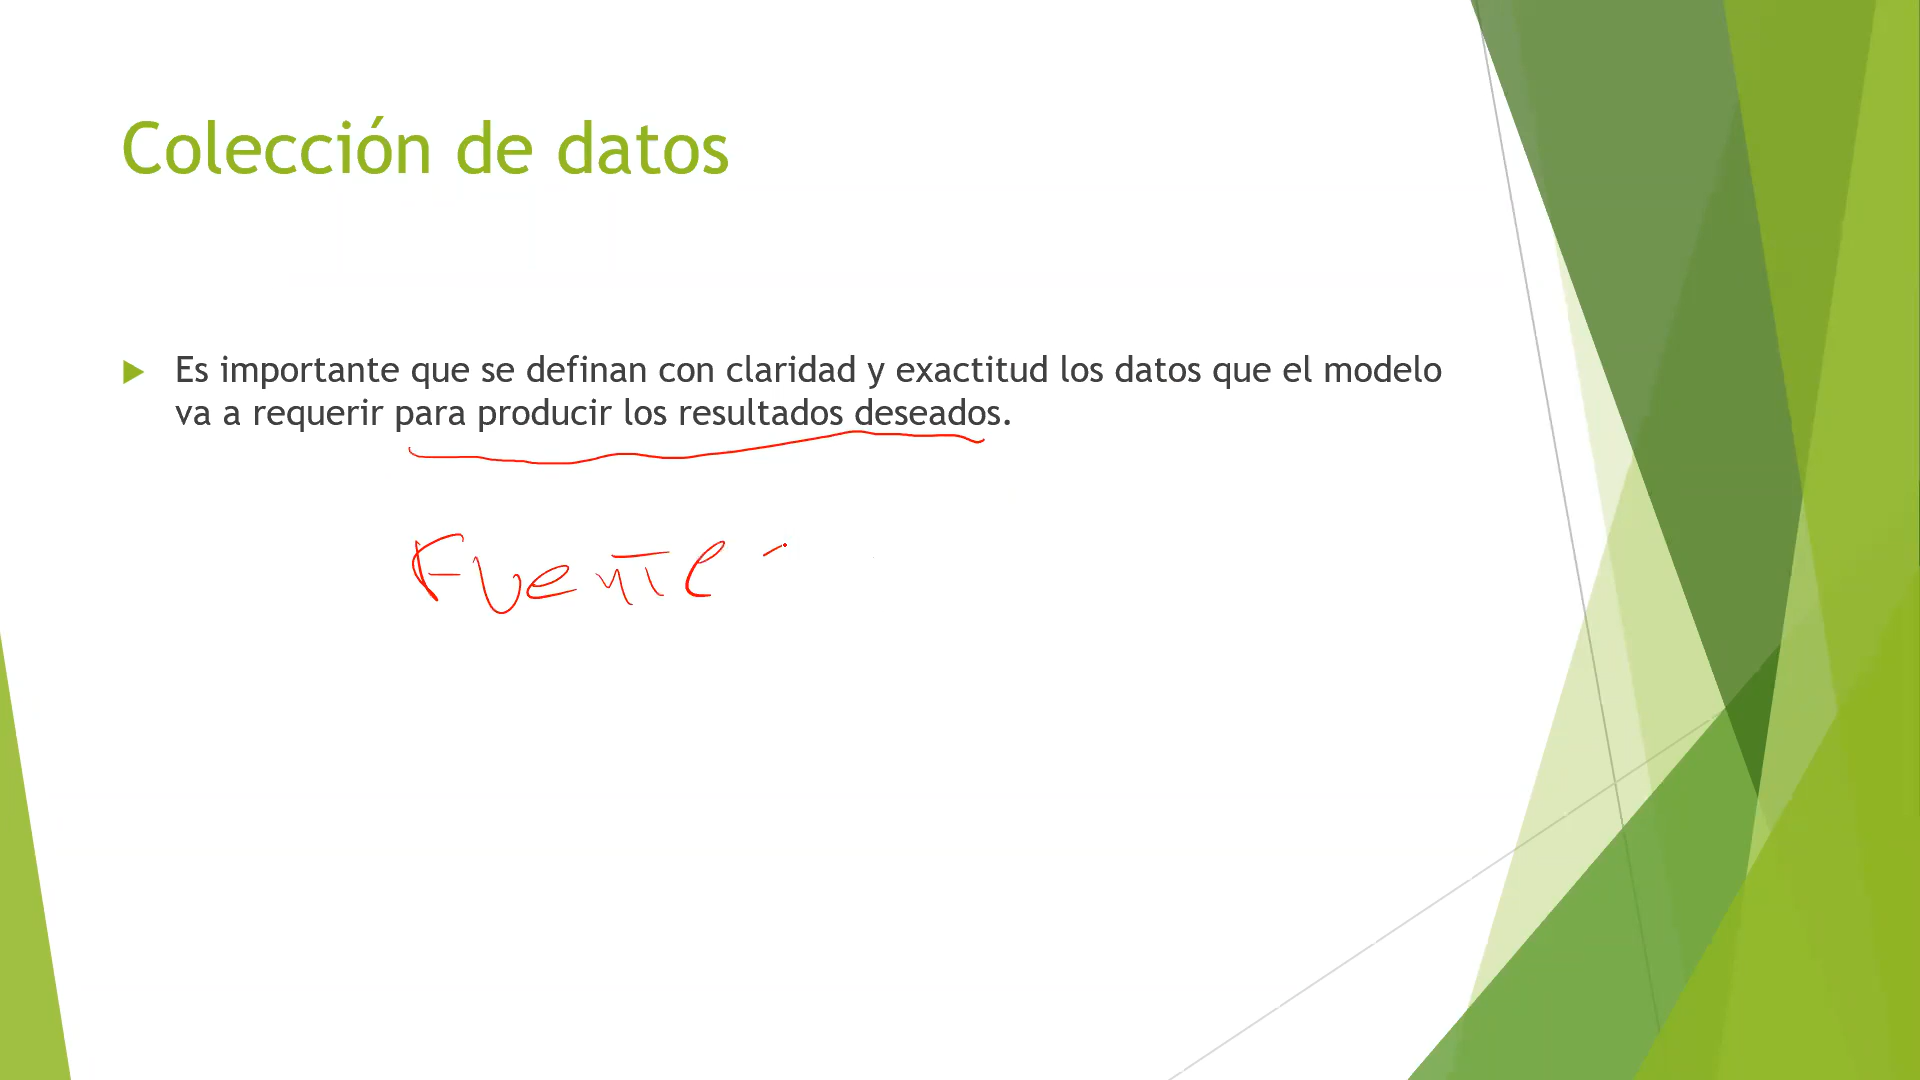 Colección de datos
Es importante que se definan con claridad y exactitud los datos que el modelo
va a requerir para producir los resultados deseados.
Fuente